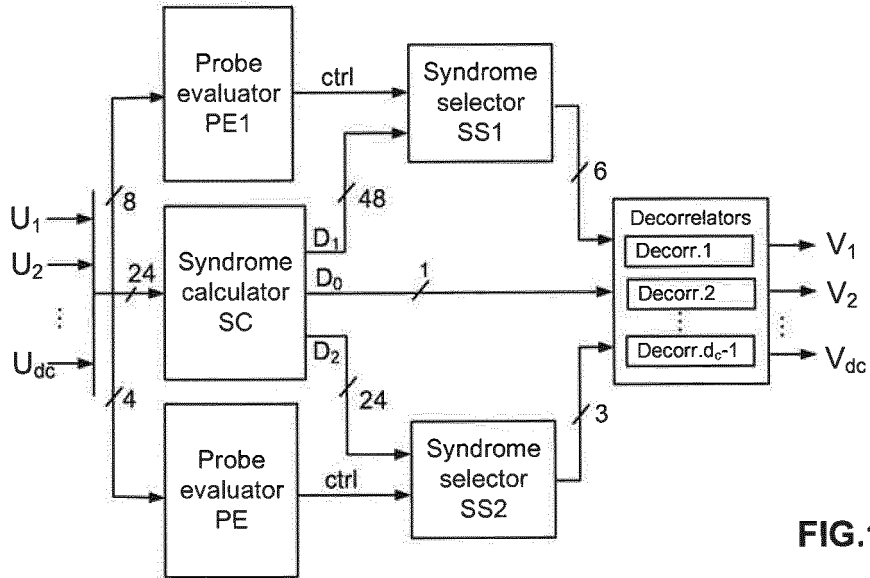 Probe
evaluator
PE1
ctrl
Syndrome
selector
SS1
8
48
6
U1
U2
⋮
Udc
24
Syndrome
calculator
SC
D1
D0
D2
1
Decorrelators
Decorr.1
Decorr.2
⋮
Decorr.dc-1
V1
V2
⋮
Vdc
4
24
3
Probe
evaluator
PE
ctrl
Syndrome
selector
SS2
FIG.